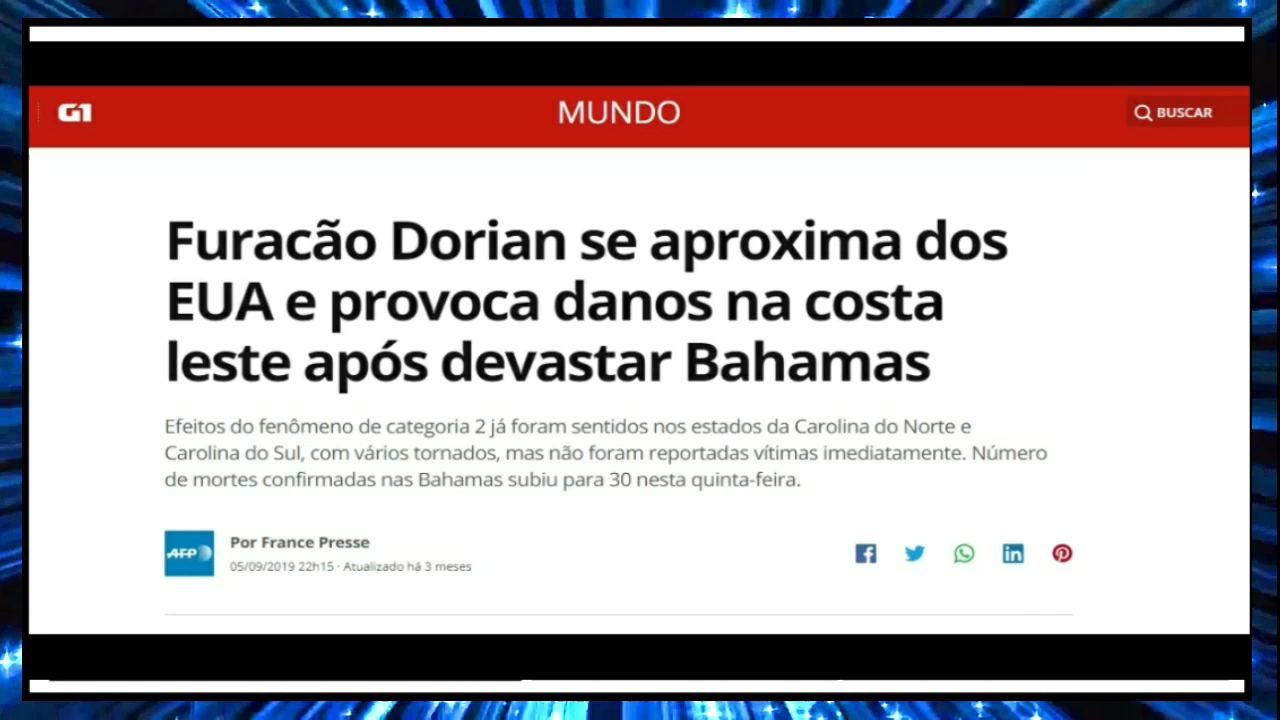 G1
MUNDO
BUSCAR
Furacão Dorian se aproxima dos
EUA e provoca danos na costa
leste após devastar Bahamas
Efeitos do fenômeno de categoria 2 já foram sentidos nos estados da Carolina do Norte e
Carolina do Sul, com vários tornados, mas não foram reportadas vítimas imediatamente. Número
de mortes confirmadas nas Bahamas subiu para 30 nesta quinta-feira.
AFP
Por France Presse
05/09/2019 22h15 · Atualizado há 3 meses